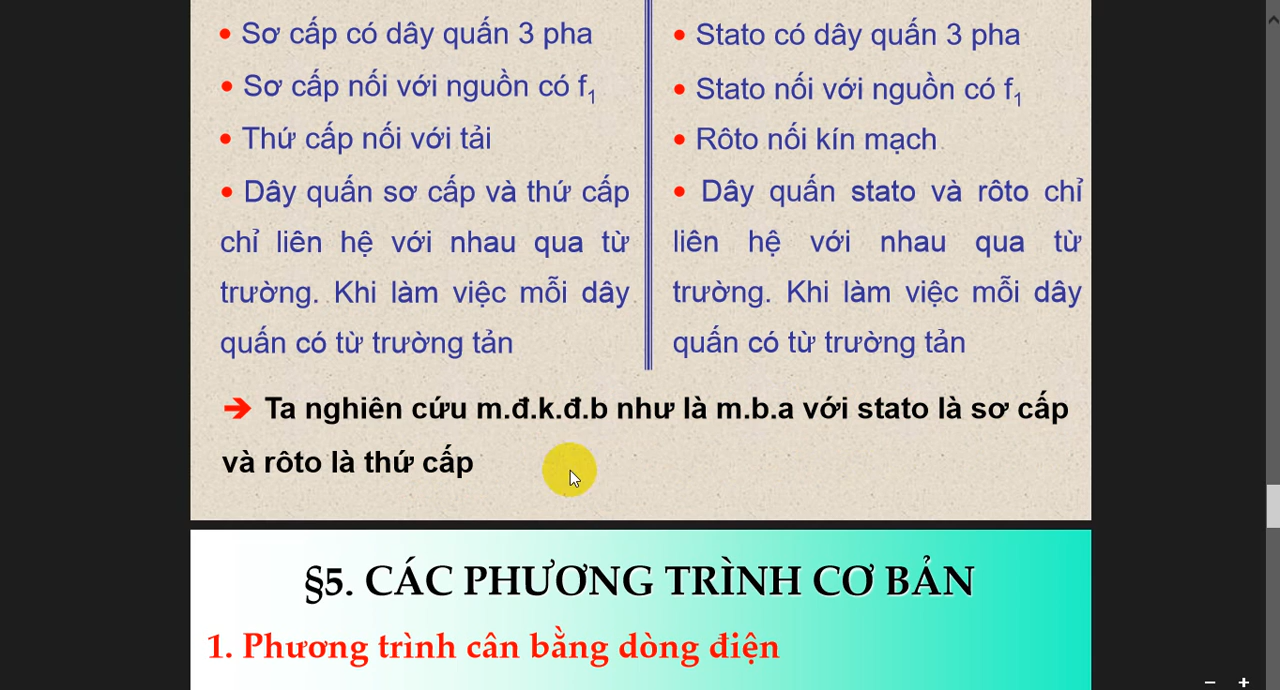 • Sơ cấp có dây quấn 3 pha
• Sơ cấp nối với nguồn có f₁
• Thứ cấp nối với tải
• Dây quấn sơ cấp và thứ cấp
chỉ liên hệ với nhau qua từ
trường. Khi làm việc mỗi dây
quấn có từ trường tản
• Stato có dây quấn 3 pha
• Stato nối với nguồn có f₁
• Rôto nối kín mạch
• Dây quấn stato và rôto chỉ
liên hệ với nhau qua từ
trường. Khi làm việc mỗi dây
quấn có từ trường tản
➔ Ta nghiên cứu m.đ.k.đ.b như là m.b.a với stato là sơ cấp
và rôto là thứ cấp
§5. CÁC PHƯƠNG TRÌNH CƠ BẢN
1. Phương trình cân bằng dòng điện